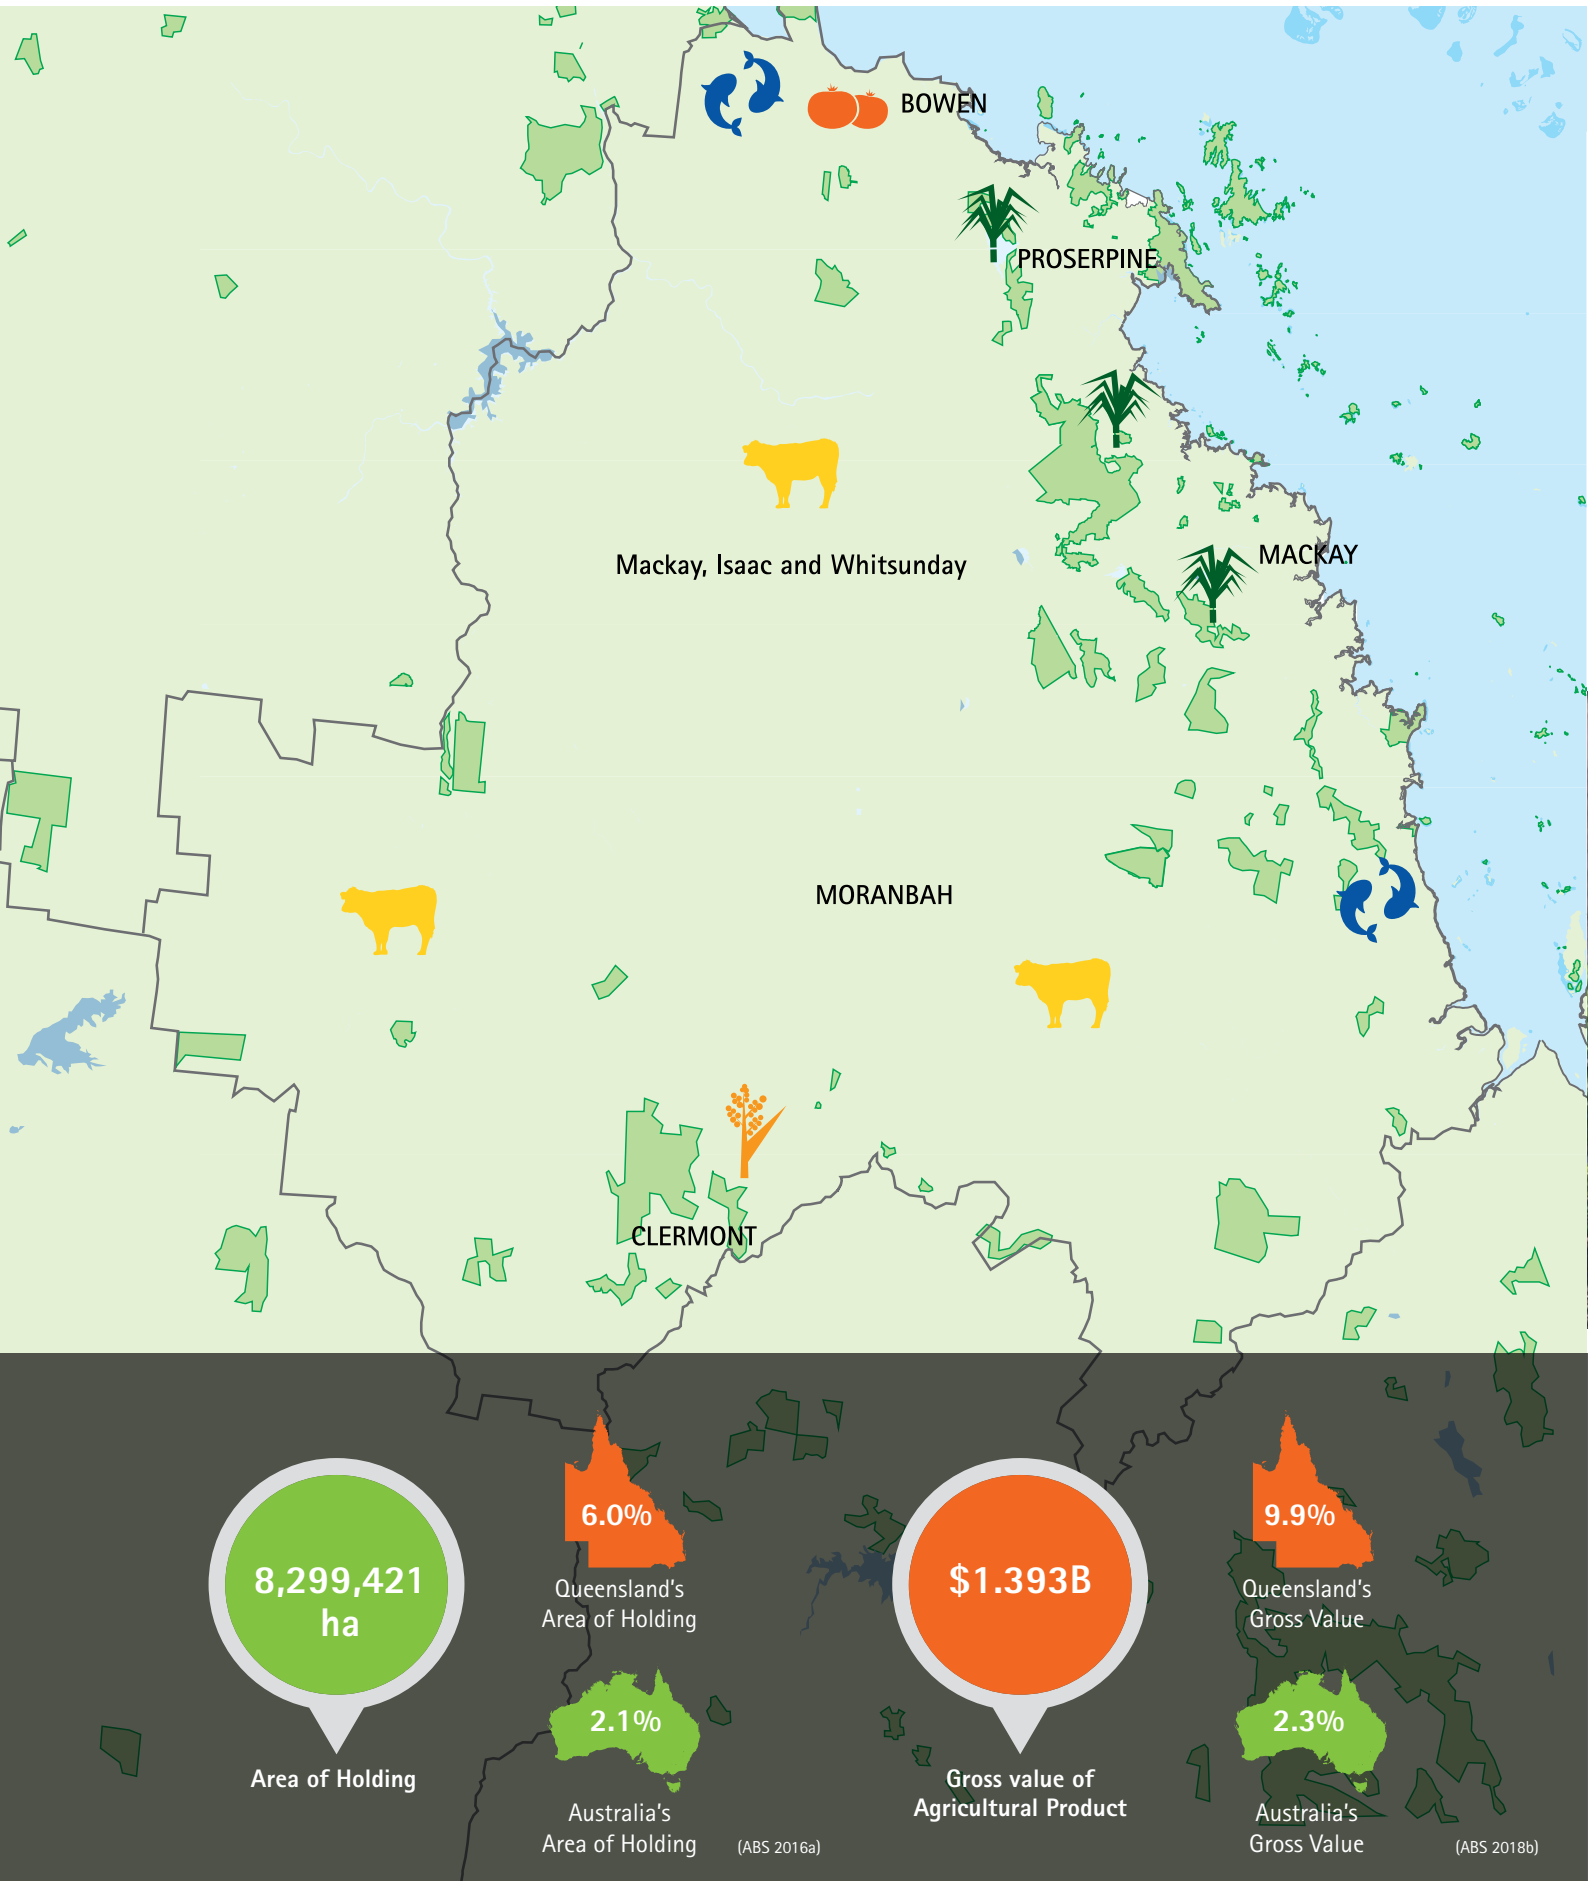 BOWEN
PROSERPINE
MACKAY
Mackay, Isaac and Whitsunday
MORANBAH
CLERMONT
8,299,421
ha
Area of Holding
6.0%
Queensland's
Area of Holding
2.1%
Australia's
Area of Holding
(ABS 2016a)
$1.393B
Gross value of
Agricultural Product
9.9%
Queensland's
Gross Value
2.3%
Australia's
Gross Value
(ABS 2018b)